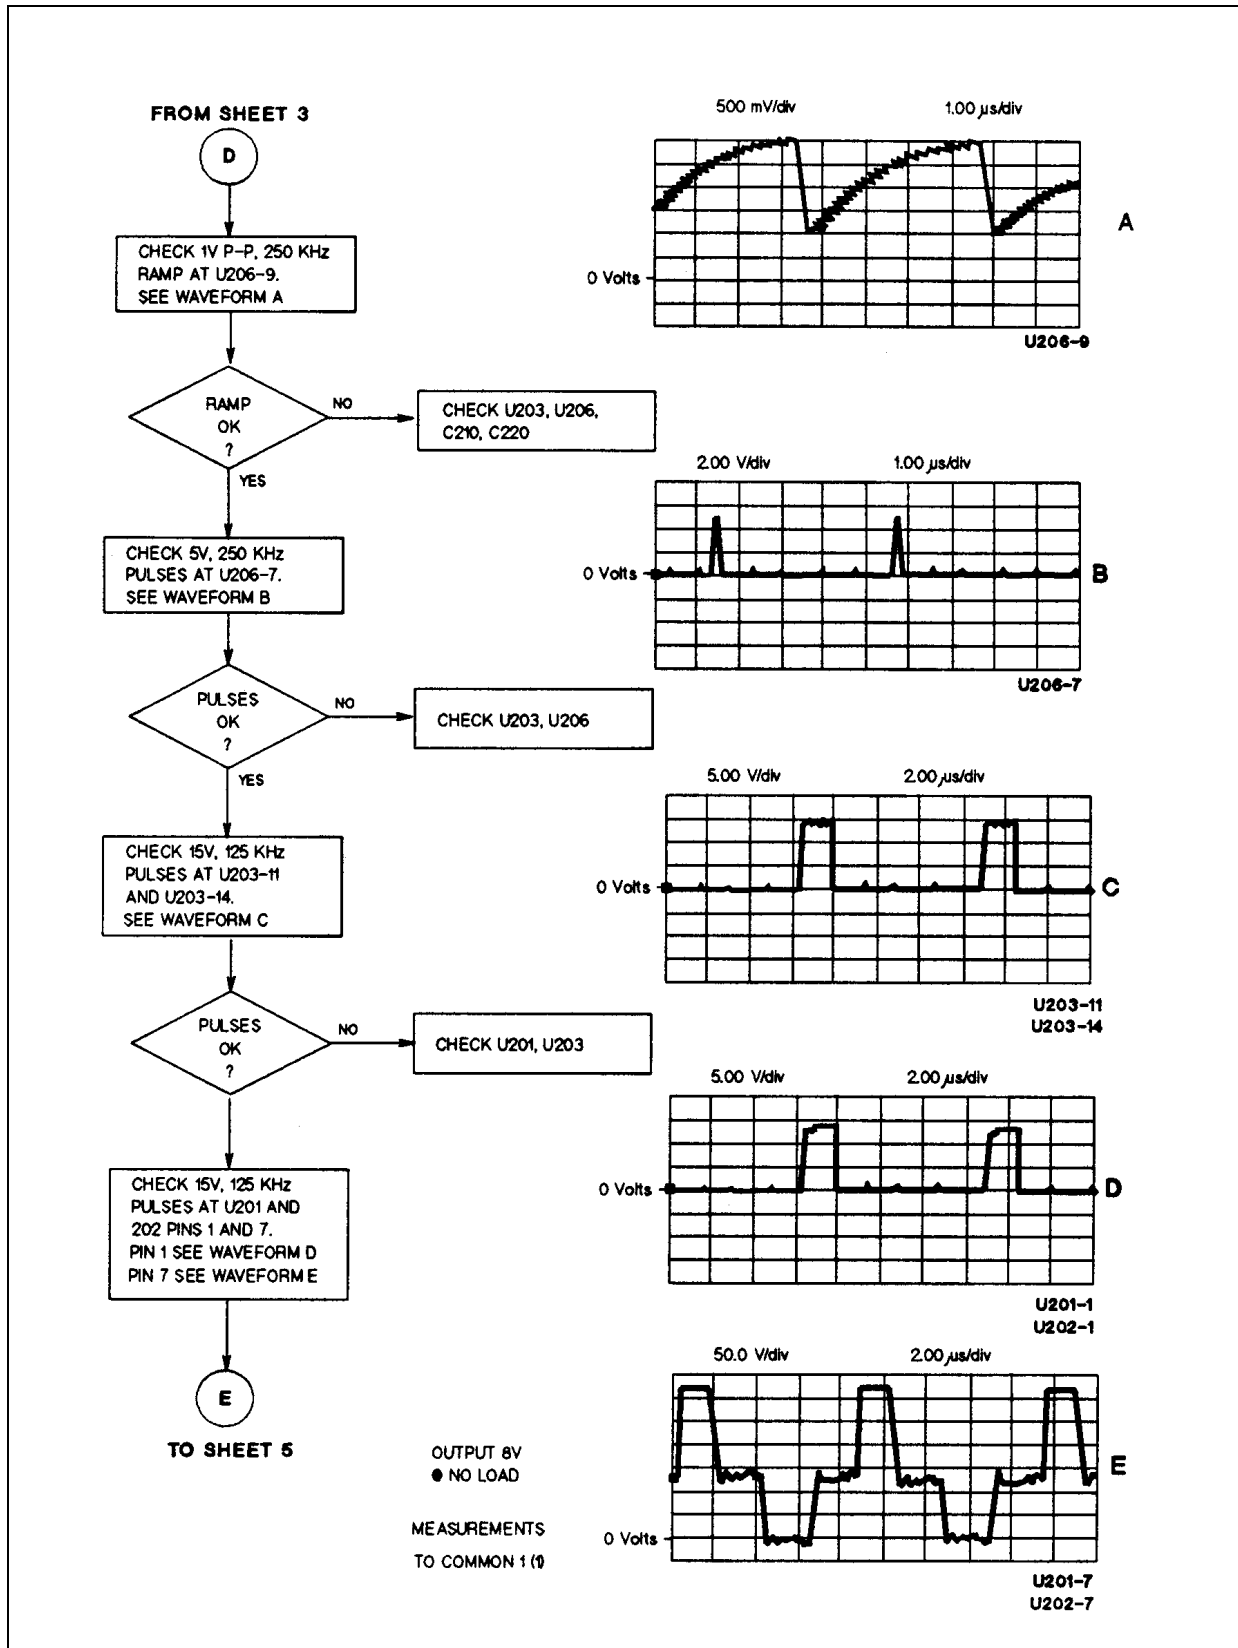 FROM SHEET 3
D
CHECK 1V P-P, 250 KHz
RAMP AT U206-9.
SEE WAVEFORM A
RAMP
OK
?
NO
YES
CHECK U203, U206,
C210, C220
CHECK 5V, 250 KHz
PULSES AT U206-7.
SEE WAVEFORM B
PULSES
OK
?
NO
YES
CHECK U203, U206
CHECK 15V, 125 KHz
PULSES AT U203-11
AND U203-14.
SEE WAVEFORM C
PULSES
OK
?
NO
CHECK U201, U203
YES
CHECK 15V, 125 KHz
PULSES AT U201 AND
202 PINS 1 AND 7.
PIN 1 SEE WAVEFORM D
PIN 7 SEE WAVEFORM E
E
TO SHEET 5
500 mV/div 1.00 µs/div
0 Volts
A
U206-9
2.00 V/div 1.00 µs/div
0 Volts
B
U206-7
5.00 V/div 2.00 µs/div
0 Volts
C
U203-11
U203-14
5.00 V/div 2.00 µs/div
0 Volts
D
U201-1
U202-1
50.0 V/div 2.00 µs/div
0 Volts
E
U201-7
U202-7
OUTPUT 8V
● NO LOAD
MEASUREMENTS
TO COMMON 1 (1)